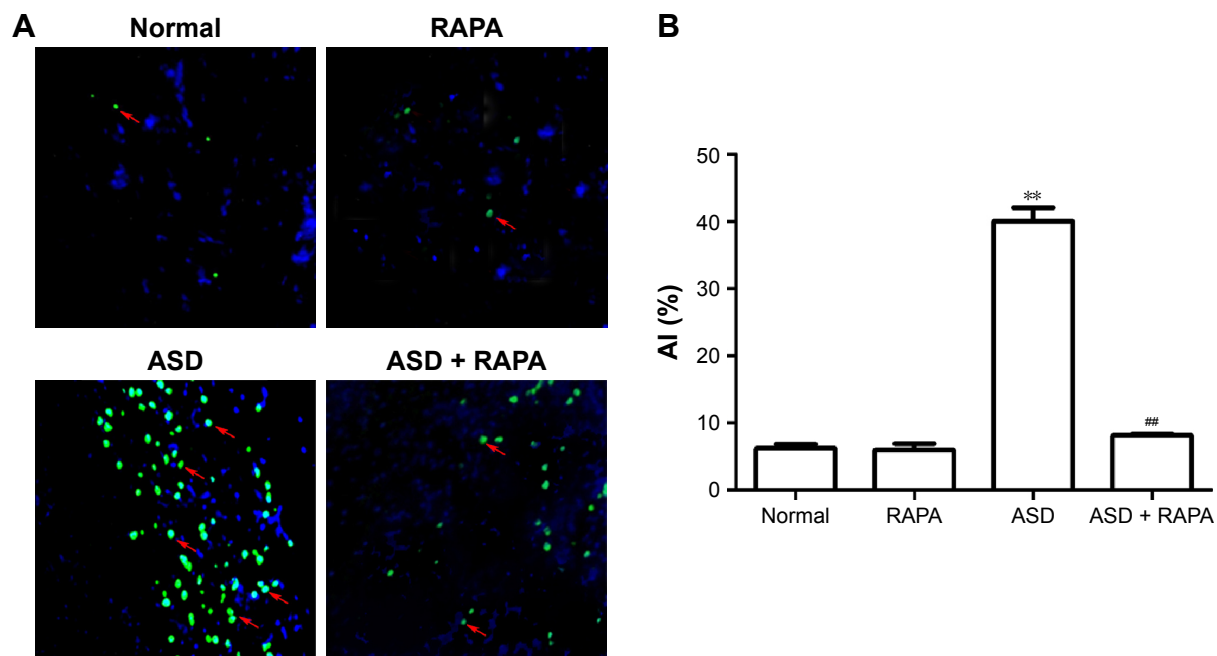 A
Normal
RAPA
ASD
ASD + RAPA
B
AI (%)
50
40
30
20
10
0
**
##
Normal
RAPA
ASD
ASD + RAPA